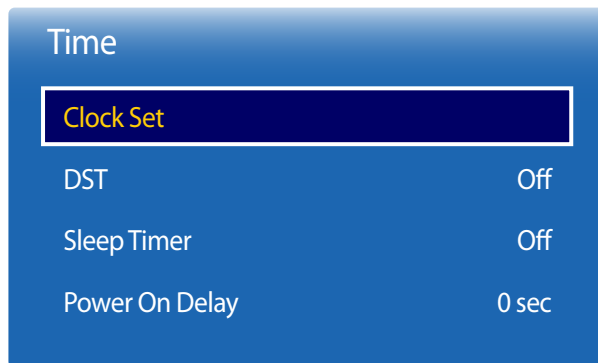 Time
Clock Set
DST Off
Sleep Timer Off
Power On Delay 0 sec